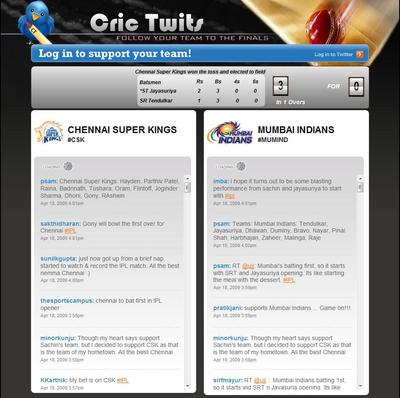 Cric Twits
FOLLOW YOUR TEAM TO THE FINALS
Log in to support your team!
Log in to Twitter
Chennai Super Kings won the toss and elected to field
Batsmen Rs Bs 4s 6s
*ST Jayasuriya 2 3 0 0
SR Tendulkar 1 3 0 0
3
FOR
0
In 1 Overs
CHENNAI SUPER KINGS
#CSK
LOADING
psam: Chennai Super Kings: Hayden, Parthiv Patel,
Raina, Badrinath, Tushara, Oram, Flintoff, Joginder
Sharma, Dhoni, Gony, RAshwin
Apr 18, 2009 4:01pm
sakthidharan: Gony will bowl the first over for
Chennai #IPL
Apr 18, 2009 4:01pm
sunilkgupta: just now got up from a brief nap.
started to watch & record the IPL match. All the best
nemma Chennai :)
Apr 18, 2009 4:00pm
thesportscampus: chennai to bat first in IPL
opener
Apr 18, 2009 3:58pm
minorkunju: Though my heart says support
Sachin's team, but I decided to support CSK as that
is the team of my hometown. All the bwst Chennai
Apr 18, 2009 3:58pm
KKarthik: My bet is on CSK #IPL
Apr 18, 2009 3:57pm
MUMBAI INDIANS
#MUMIND
LOADING
imba: i hope it turns out to be some blasting
performance from sachin and jayasuriya to start
with #ipl
Apr 18, 2009 4:01pm
psam: Teams: Mumbai Indians: Tendulkar,
Jayasuriya, Dhawan, Duminy, Bravo, Nayar, Pinal
Shah, Harbhajan, Zaheer, Malinga, Raje
Apr 18, 2009 4:00pm
psam: RT @uj: Mumbai's batting first, so it starts
with SRT and Jayasuriya opening. Its like starting
the meal with the dessert. #IPL
Apr 18, 2009 3:59pm
pratikjani: supports Mumbai Indians ... Game on!!!
Apr 18, 2009 3:58pm
minorkunju: Though my heart says support
Sachin's team, but I decided to support CSK as that
is the team of my hometown. All the bwst Chennai
Apr 18, 2009 3:58pm
sirfmayur: RT @uj: : Mumbai Indians batting 1st.
so it starts wid SRT n Jayasuriya opening. Its like